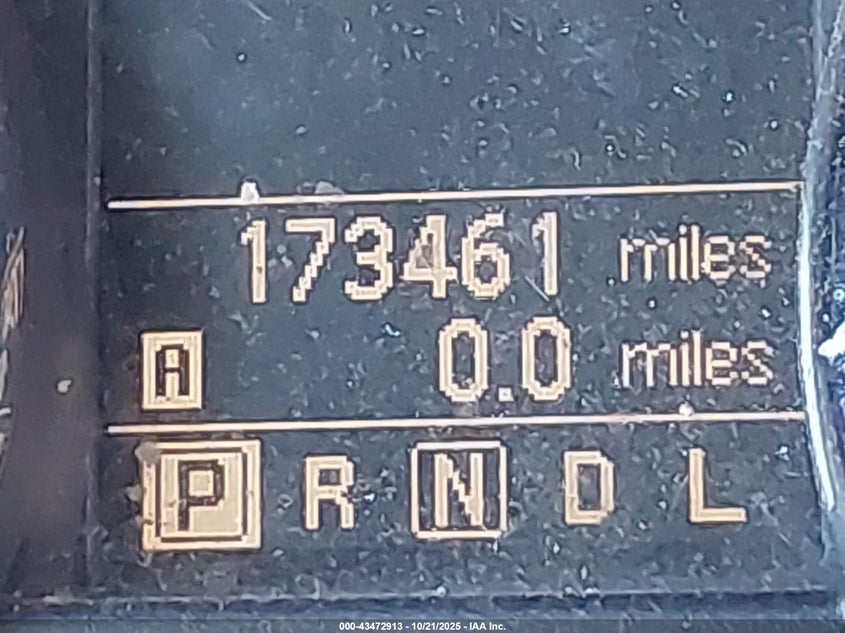 173461 miles
A 0.0 miles
P R N D L
000-43472913 - 10/21/2025 - IAA Inc.